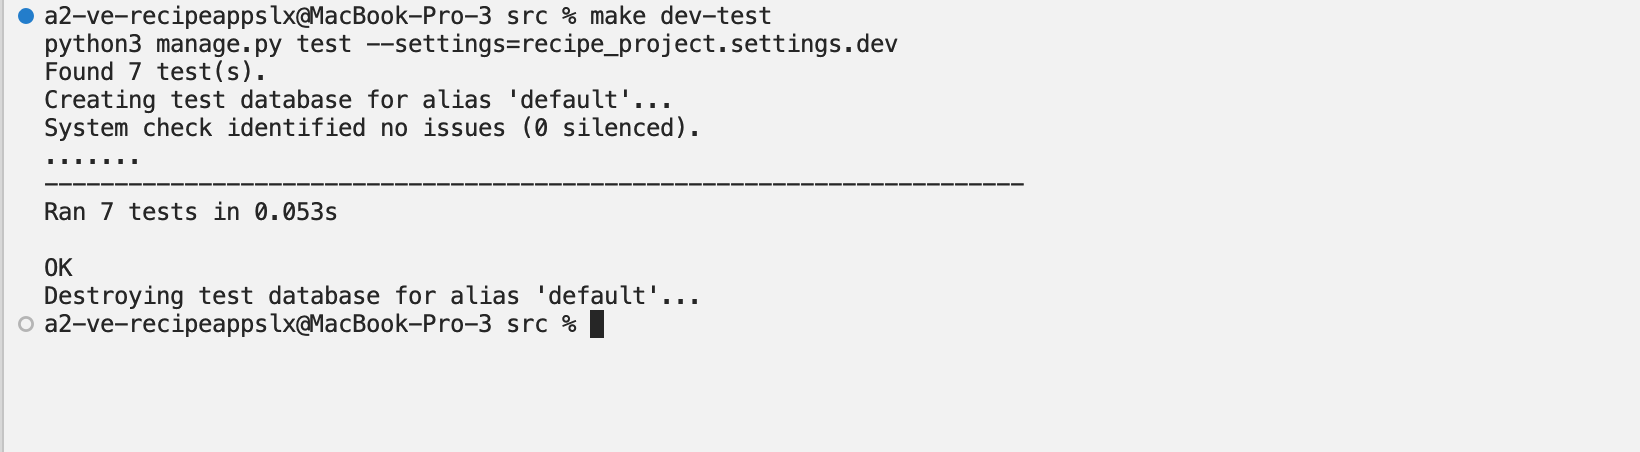 a2-ve-recipeappslx@MacBook-Pro-3 src % make dev-test
python3 manage.py test --settings=recipe_project.settings.dev
Found 7 test(s).
Creating test database for alias 'default'...
System check identified no issues (0 silenced).
.......
----------------------------------------------------------------------
Ran 7 tests in 0.053s

OK
Destroying test database for alias 'default'...
a2-ve-recipeappslx@MacBook-Pro-3 src %